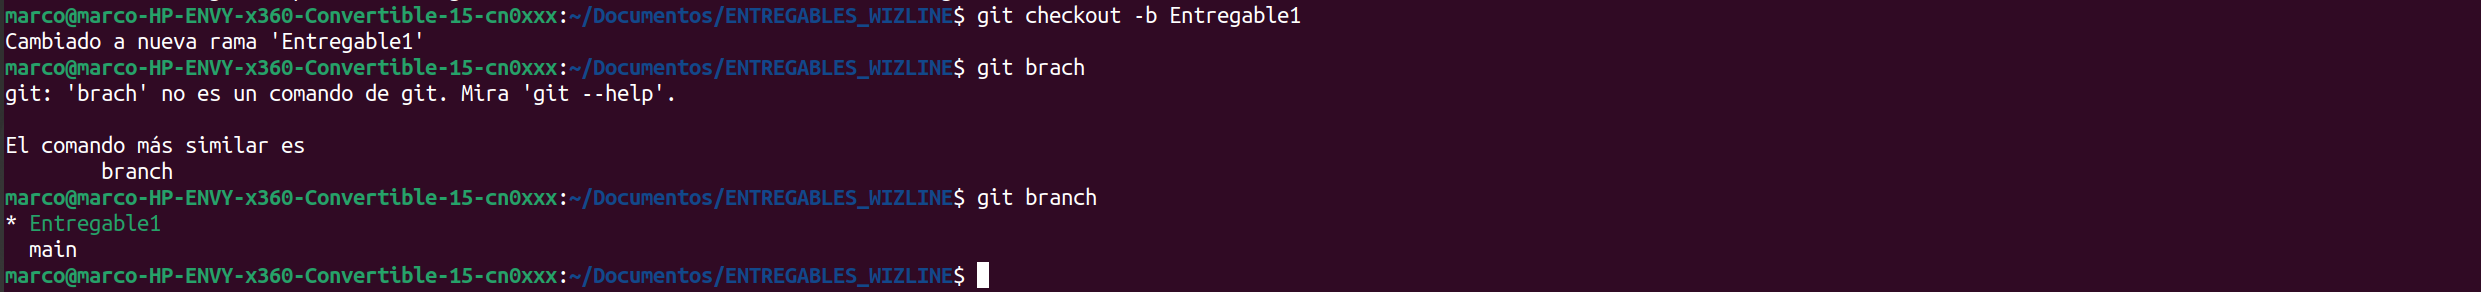 marco@marco-HP-ENVY-x360-Convertible-15-cn0xxx:~/Documentos/ENTREGABLES_WIZLINE$ git checkout -b Entregable1
Cambiado a nueva rama 'Entregable1'
marco@marco-HP-ENVY-x360-Convertible-15-cn0xxx:~/Documentos/ENTREGABLES_WIZLINE$ git brach
git: 'brach' no es un comando de git. Mira 'git --help'.

El comando más similar es
        branch
marco@marco-HP-ENVY-x360-Convertible-15-cn0xxx:~/Documentos/ENTREGABLES_WIZLINE$ git branch
* Entregable1
  main
marco@marco-HP-ENVY-x360-Convertible-15-cn0xxx:~/Documentos/ENTREGABLES_WIZLINE$